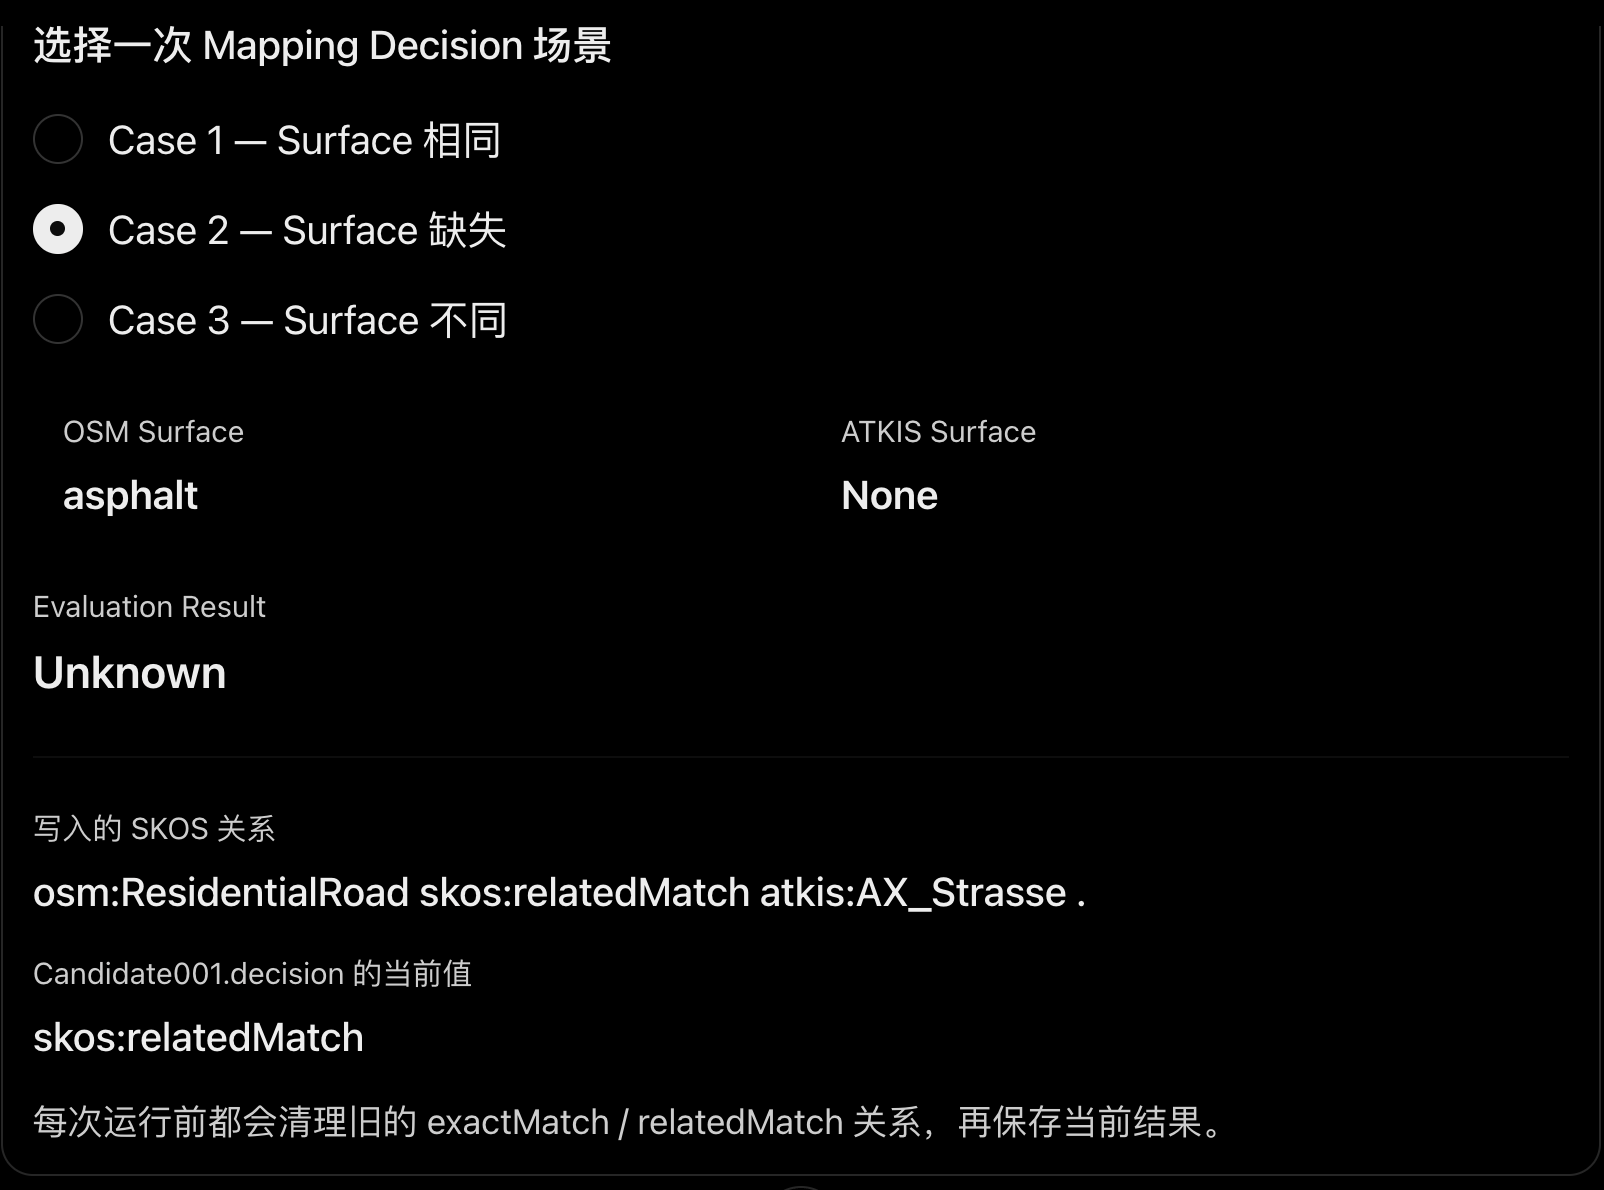 选择一次 Mapping Decision 场景
Case 1 — Surface 相同
Case 2 — Surface 缺失
Case 3 — Surface 不同
OSM Surface
ATKIS Surface
asphalt
None
Evaluation Result
Unknown
写入的 SKOS 关系
osm:ResidentialRoad skos:relatedMatch atkis:AX_Strasse .
Candidate001.decision 的当前值
skos:relatedMatch
每次运行前都会清理旧的 exactMatch / relatedMatch 关系，再保存当前结果。